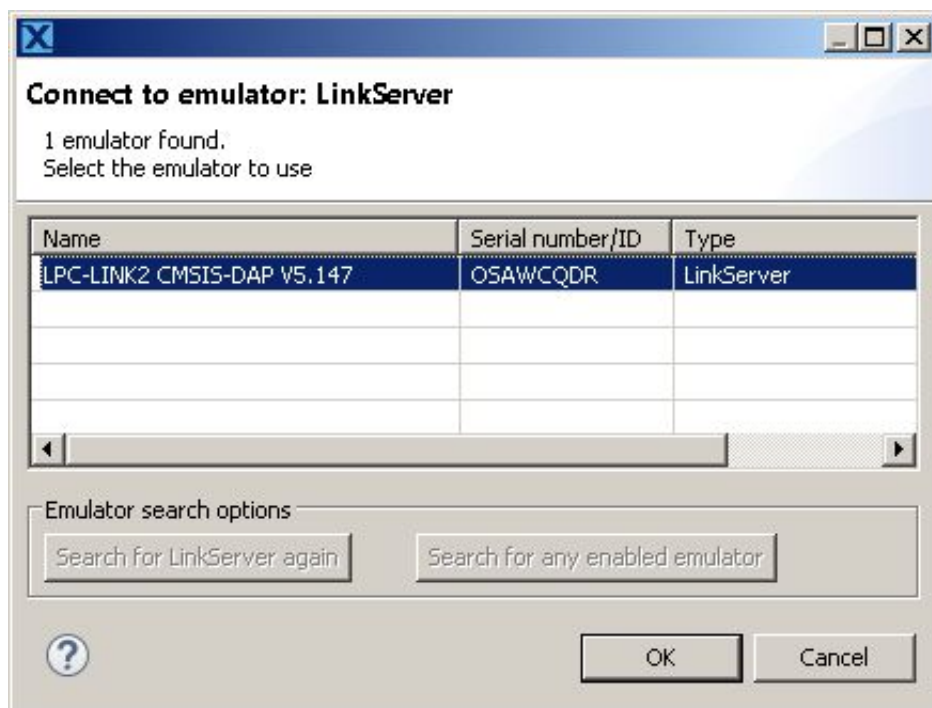 Connect to emulator: LinkServer
1 emulator found.
Select the emulator to use
Name Serial number/ID Type
LPC-LINK2 CMSIS-DAP V5.147 OSAWCQDR LinkServer
Emulator search options
Search for LinkServer again Search for any enabled emulator
OK Cancel